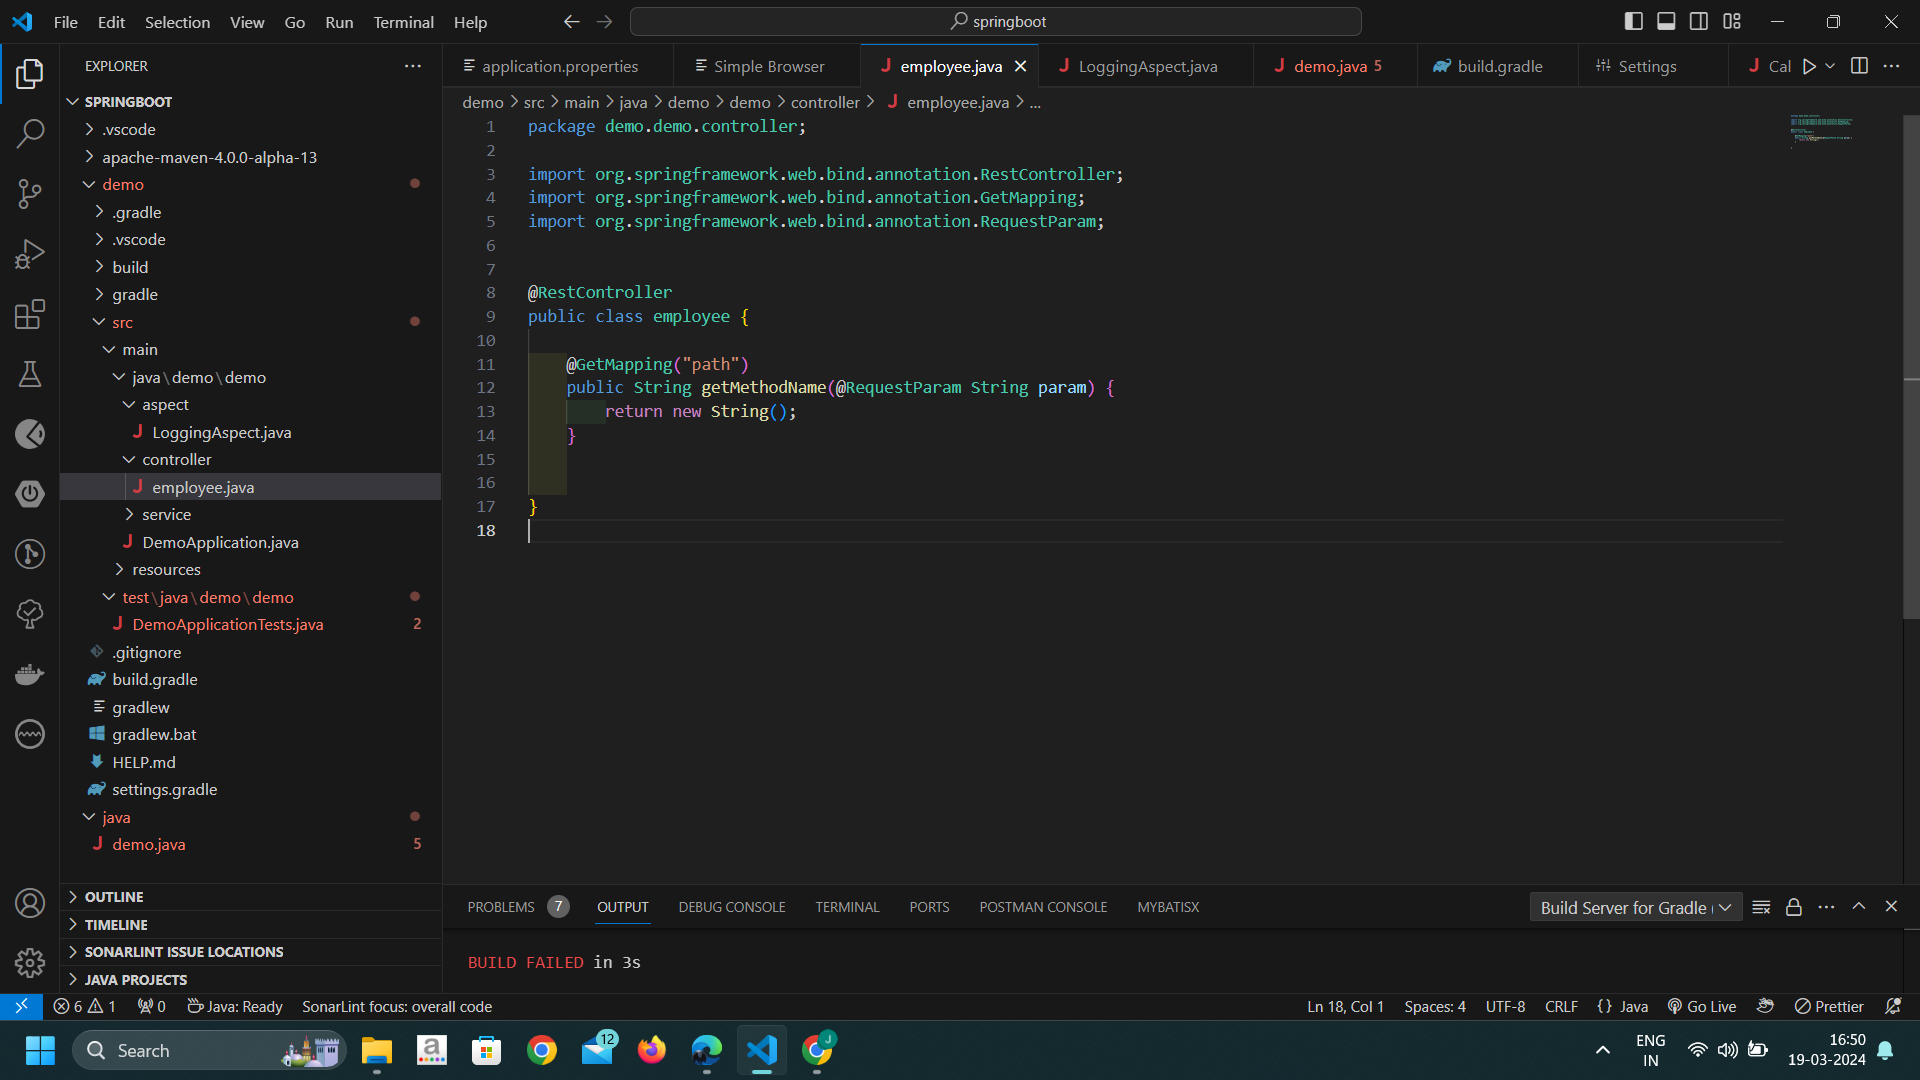 File Edit Selection View Go Run Terminal Help
springboot
EXPLORER
SPRINGBOOT
.vscode
apache-maven-4.0.0-alpha-13
demo
.gradle
.vscode
build
gradle
src
main
java\demo\demo
aspect
LoggingAspect.java
controller
employee.java
service
DemoApplication.java
resources
test\java\demo\demo
DemoApplicationTests.java 2
.gitignore
build.gradle
gradlew
gradlew.bat
HELP.md
settings.gradle
java
demo.java 5
OUTLINE
TIMELINE
SONARLINT ISSUE LOCATIONS
JAVA PROJECTS
application.properties Simple Browser employee.java LoggingAspect.java demo.java 5 build.gradle Settings Cal
demo > src > main > java > demo > demo > controller > employee.java > ...
1 package demo.demo.controller;
2
3 import org.springframework.web.bind.annotation.RestController;
4 import org.springframework.web.bind.annotation.GetMapping;
5 import org.springframework.web.bind.annotation.RequestParam;
6
7
8 @RestController
9 public class employee {
10
11 @GetMapping("path")
12 public String getMethodName(@RequestParam String param) {
13 return new String();
14 }
15
16
17 }
18
PROBLEMS 7 OUTPUT DEBUG CONSOLE TERMINAL PORTS POSTMAN CONSOLE MYBATISX
Build Server for Gradle (
BUILD FAILED in 3s
6 1 0 Java: Ready SonarLint focus: overall code
Ln 18, Col 1 Spaces: 4 UTF-8 CRLF {} Java Go Live Prettier
Search
a
12
J
ENG
IN
16:50
19-03-2024